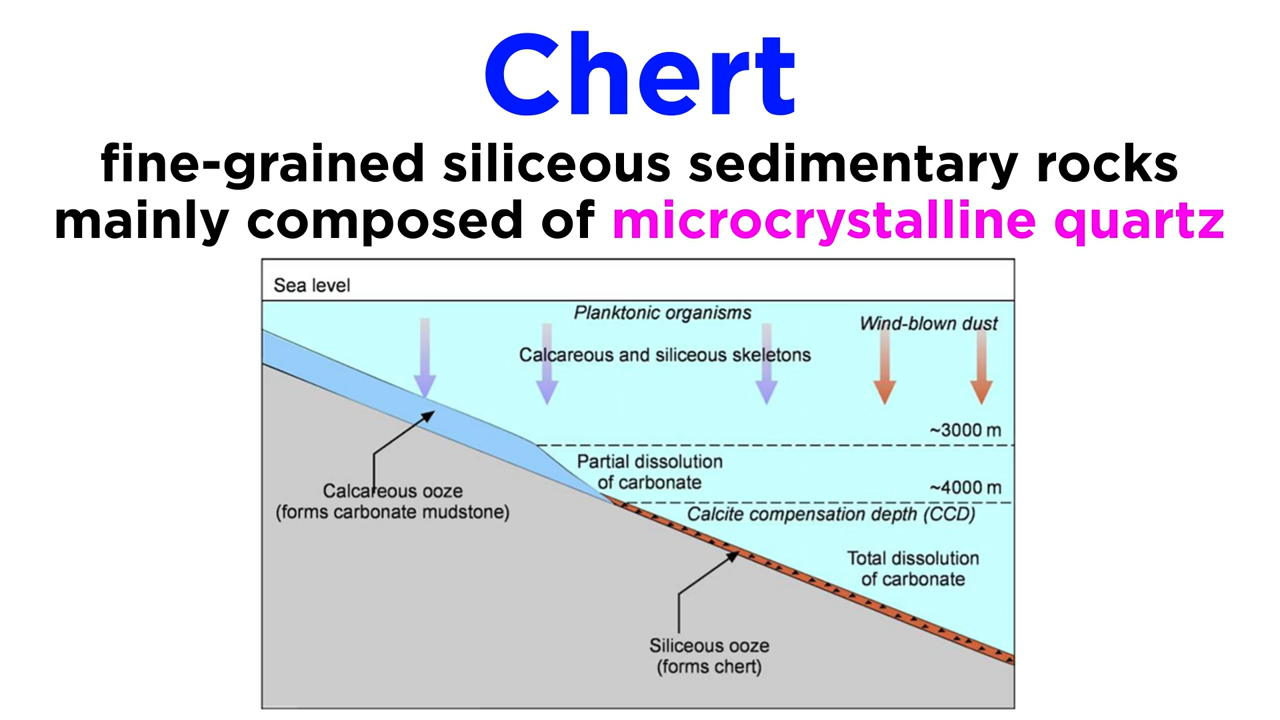 Chert
fine-grained siliceous sedimentary rocks
mainly composed of microcrystalline quartz
Sea level
Planktonic organisms
Wind-blown dust
Calcareous and siliceous skeletons
~3000 m
Partial dissolution
of carbonate
~4000 m
Calcareous ooze
(forms carbonate mudstone)
Calcite compensation depth (CCD)
Total dissolution
of carbonate
Siliceous ooze
(forms chert)